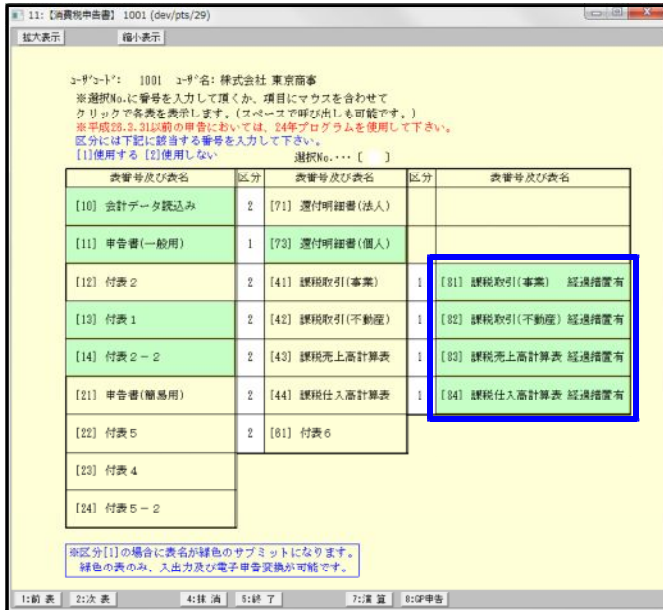 11:【消費税申告書】 1001 (dev/pts/29)
拡大表示 縮小表示
ユーザコード: 1001 ユーザ名: 株式会社 東京商事
※選択No.に番号を入力して頂くか、項目にマウスを合わせて
クリックで各表を表示します。(スペースで呼び出しも可能です。)
※平成26.3.31以前の申告においては、24年プログラムを使用して下さい。
区分には下記に該当する番号を入力して下さい。
[1]使用する [2]使用しない 選択No.・・・[ ]
表番号及び表名 区分 表番号及び表名 区分 表番号及び表名
[10] 会計データ読込み 2 [71] 還付明細書(法人)
[11] 申告書(一般用) 1 [73] 還付明細書(個人)
[12] 付表2 2 [41] 課税取引(事業) 1 [81] 課税取引(事業) 経過措置有
[13] 付表1 2 [42] 課税取引(不動産) 1 [82] 課税取引(不動産) 経過措置有
[14] 付表2-2 2 [43] 課税売上高計算表 1 [83] 課税売上高計算表 経過措置有
[21] 申告書(簡易用) 2 [44] 課税仕入高計算表 1 [84] 課税仕入高計算表 経過措置有
[22] 付表5 2 [61] 付表6
[23] 付表4
[24] 付表5-2
※区分[1]の場合に表名が緑色のサブミットになります。
緑色の表のみ、入出力及び電子申告変換が可能です。
1:前 表 2:次 表 4:抹 消 5:終 了 7:演 算 8:GP申告